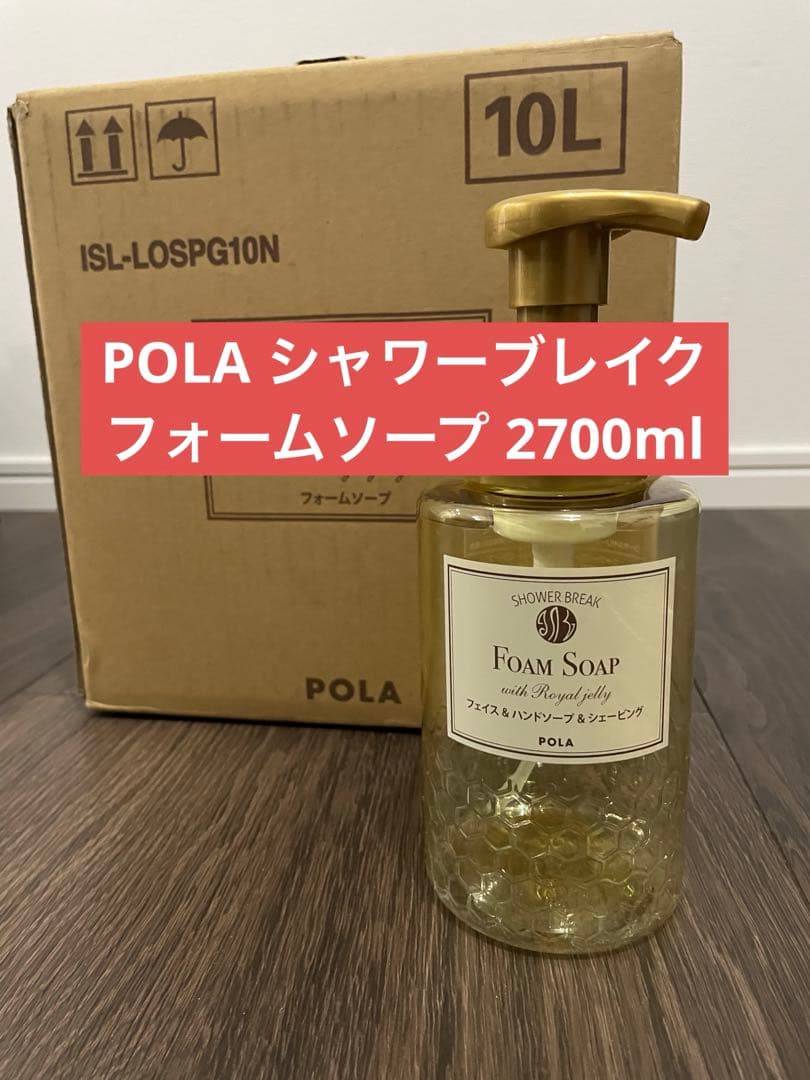 10L
ISL-LOSPG10N
POLA シャワーブレイク
フォームソープ 2700ml
フォームソープ
POLA
SHOWER BREAK
FOAM SOAP
with Royal jelly
フェイス & ハンドソープ & シェービング
POLA